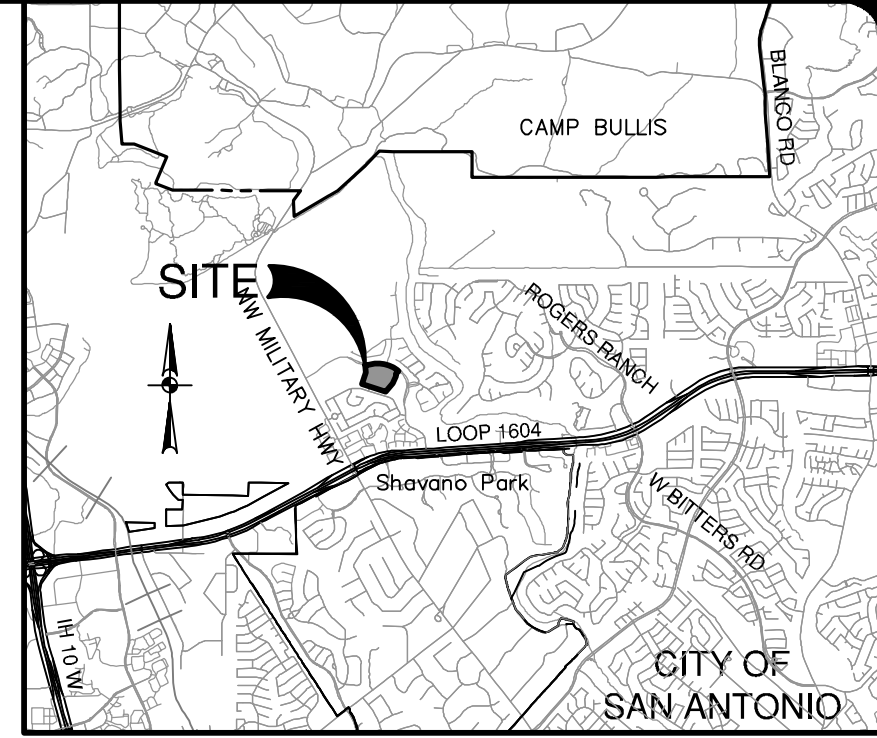 CAMP BULLIS
BLANCO RD
SITE
NW MILITARY HWY
ROGERS RANCH
LOOP 1604
Shavano Park
W BITTERS RD
IH 10 W
CITY OF
SAN ANTONIO